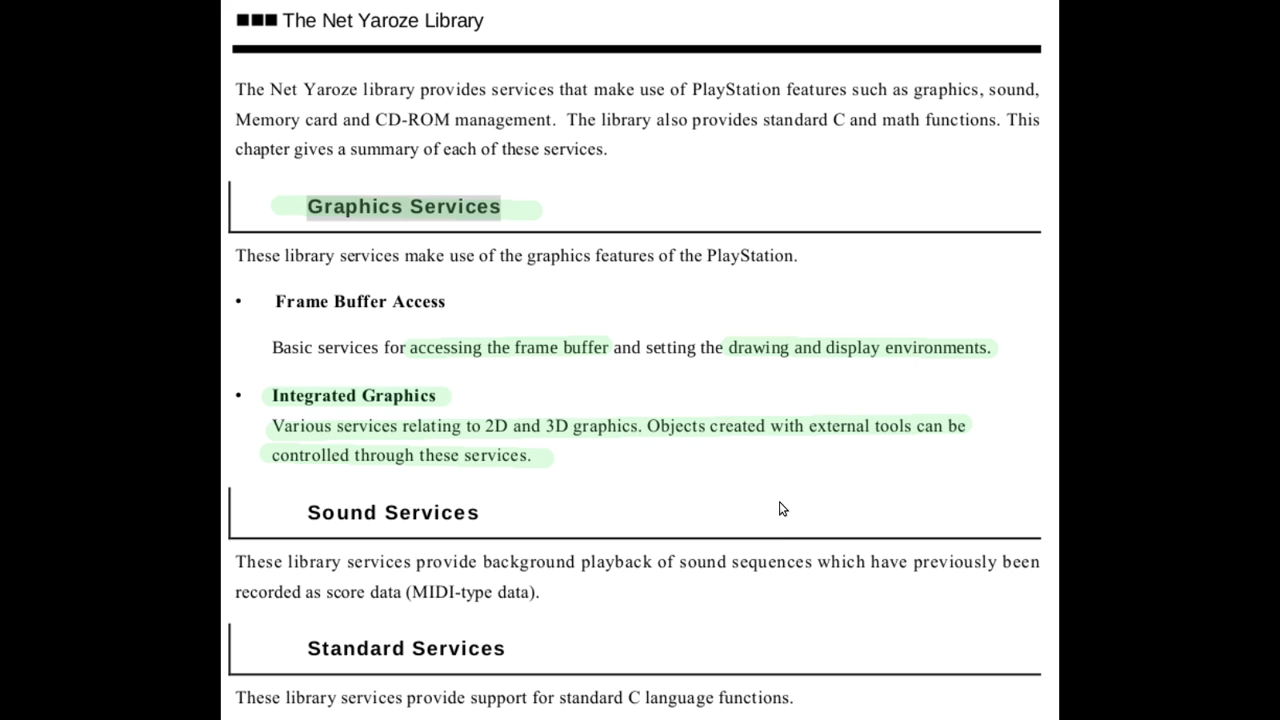 ■■■ The Net Yaroze Library
The Net Yaroze library provides services that make use of PlayStation features such as graphics, sound,
Memory card and CD-ROM management.  The library also provides standard C and math functions. This
chapter gives a summary of each of these services.
Graphics Services
These library services make use of the graphics features of the PlayStation.
• Frame Buffer Access
Basic services for accessing the frame buffer and setting the drawing and display environments.
• Integrated Graphics
Various services relating to 2D and 3D graphics. Objects created with external tools can be
controlled through these services.
Sound Services
These library services provide background playback of sound sequences which have previously been
recorded as score data (MIDI-type data).
Standard Services
These library services provide support for standard C language functions.